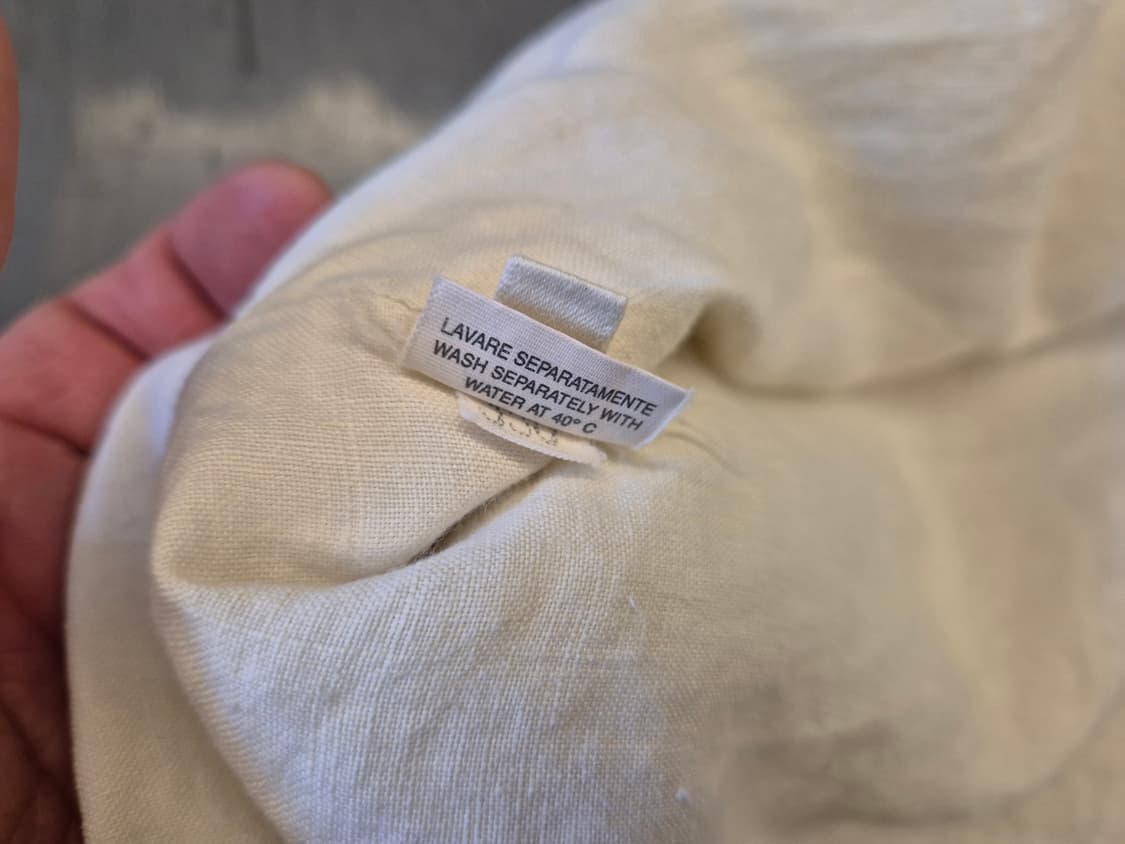 LAVARE SEPARATAMENTE
WASH SEPARATELY WITH
WATER AT 40° C